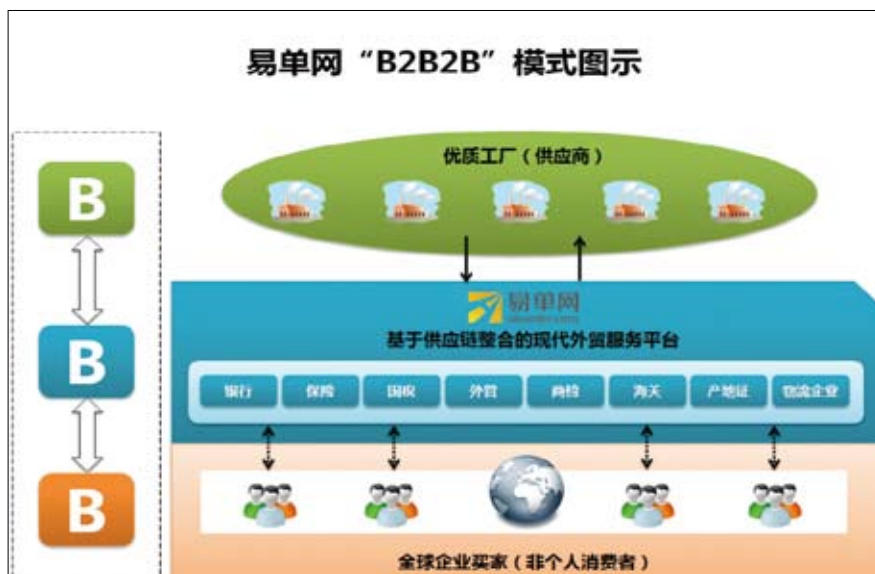 易单网“B2B2B”模式图示
优质工厂（供应商）
B
易单网
基于供应链整合的现代外贸服务平台
B
银行 保险 国税 外管 商检 海关 产地证 物流企业
B
全球企业买家（非个人消费者）